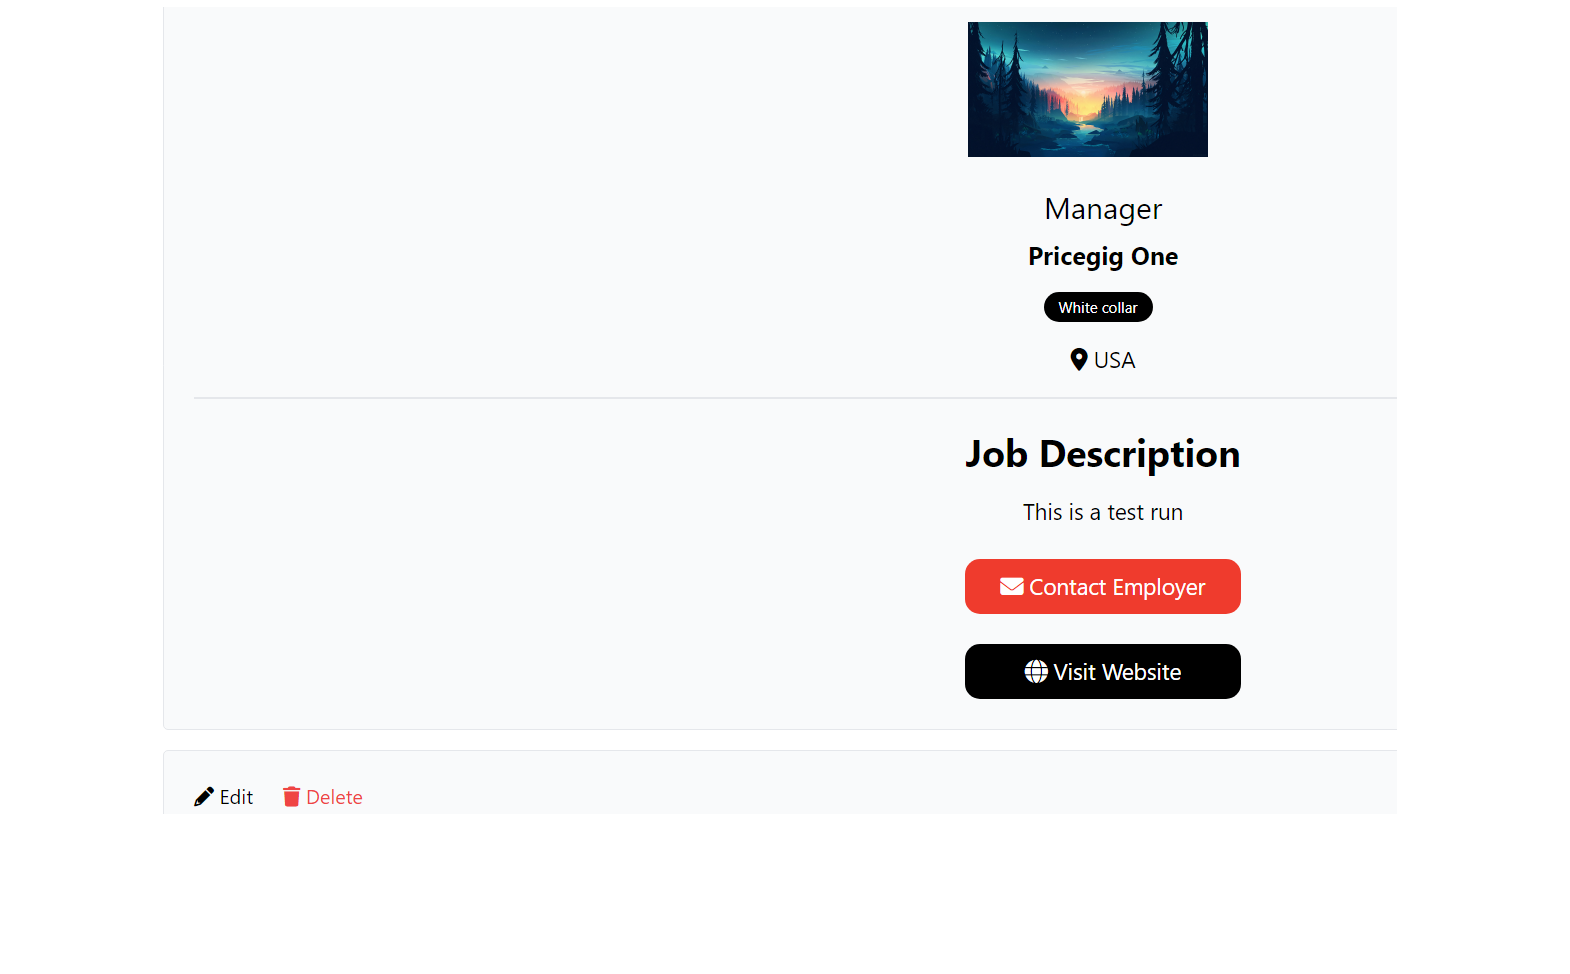 Manager
Pricegig One
White collar
USA
Job Description
This is a test run
Contact Employer
Visit Website
Edit Delete